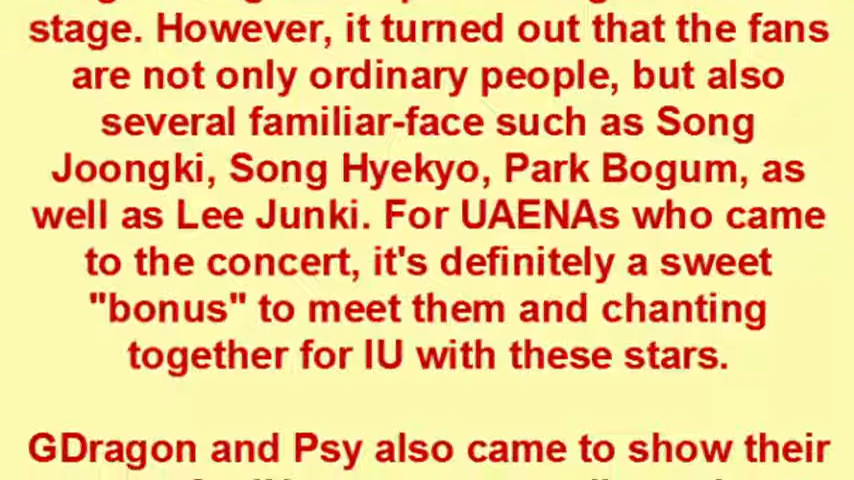 stage. However, it turned out that the fans
are not only ordinary people, but also
several familiar-face such as Song
Joongki, Song Hyekyo, Park Bogum, as
well as Lee Junki. For UAENAs who came
to the concert, it's definitely a sweet
"bonus" to meet them and chanting
together for IU with these stars.
GDragon and Psy also came to show their